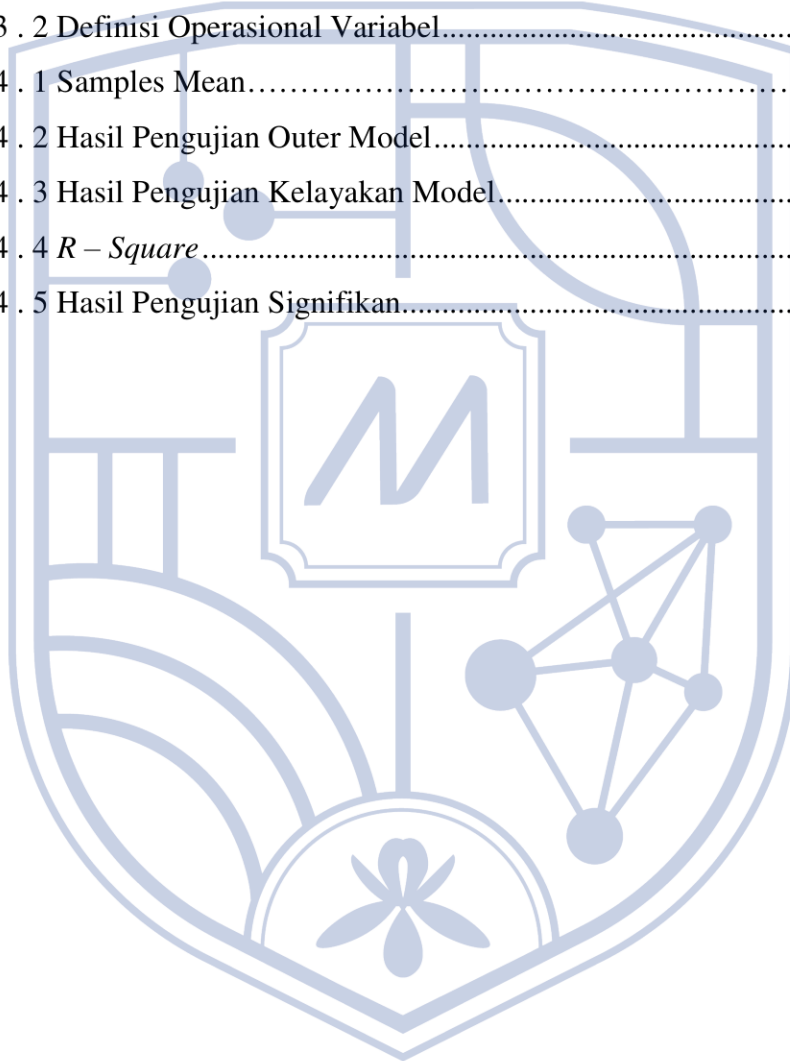 3 . 2 Definisi Operasional Variabel........................................
4 . 1 Samples Mean……………………………………………
4 . 2 Hasil Pengujian Outer Model.........................................
4 . 3 Hasil Pengujian Kelayakan Model.................................
4 . 4 R – Square.....................................................................
4 . 5 Hasil Pengujian Signifikan.............................................
M